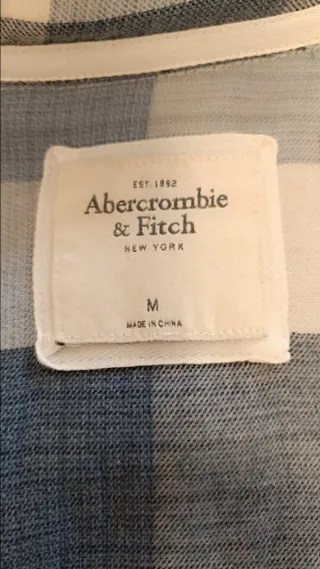 EST. 1892
Abercrombie
& Fitch
NEW YORK
M
MADE IN CHINA